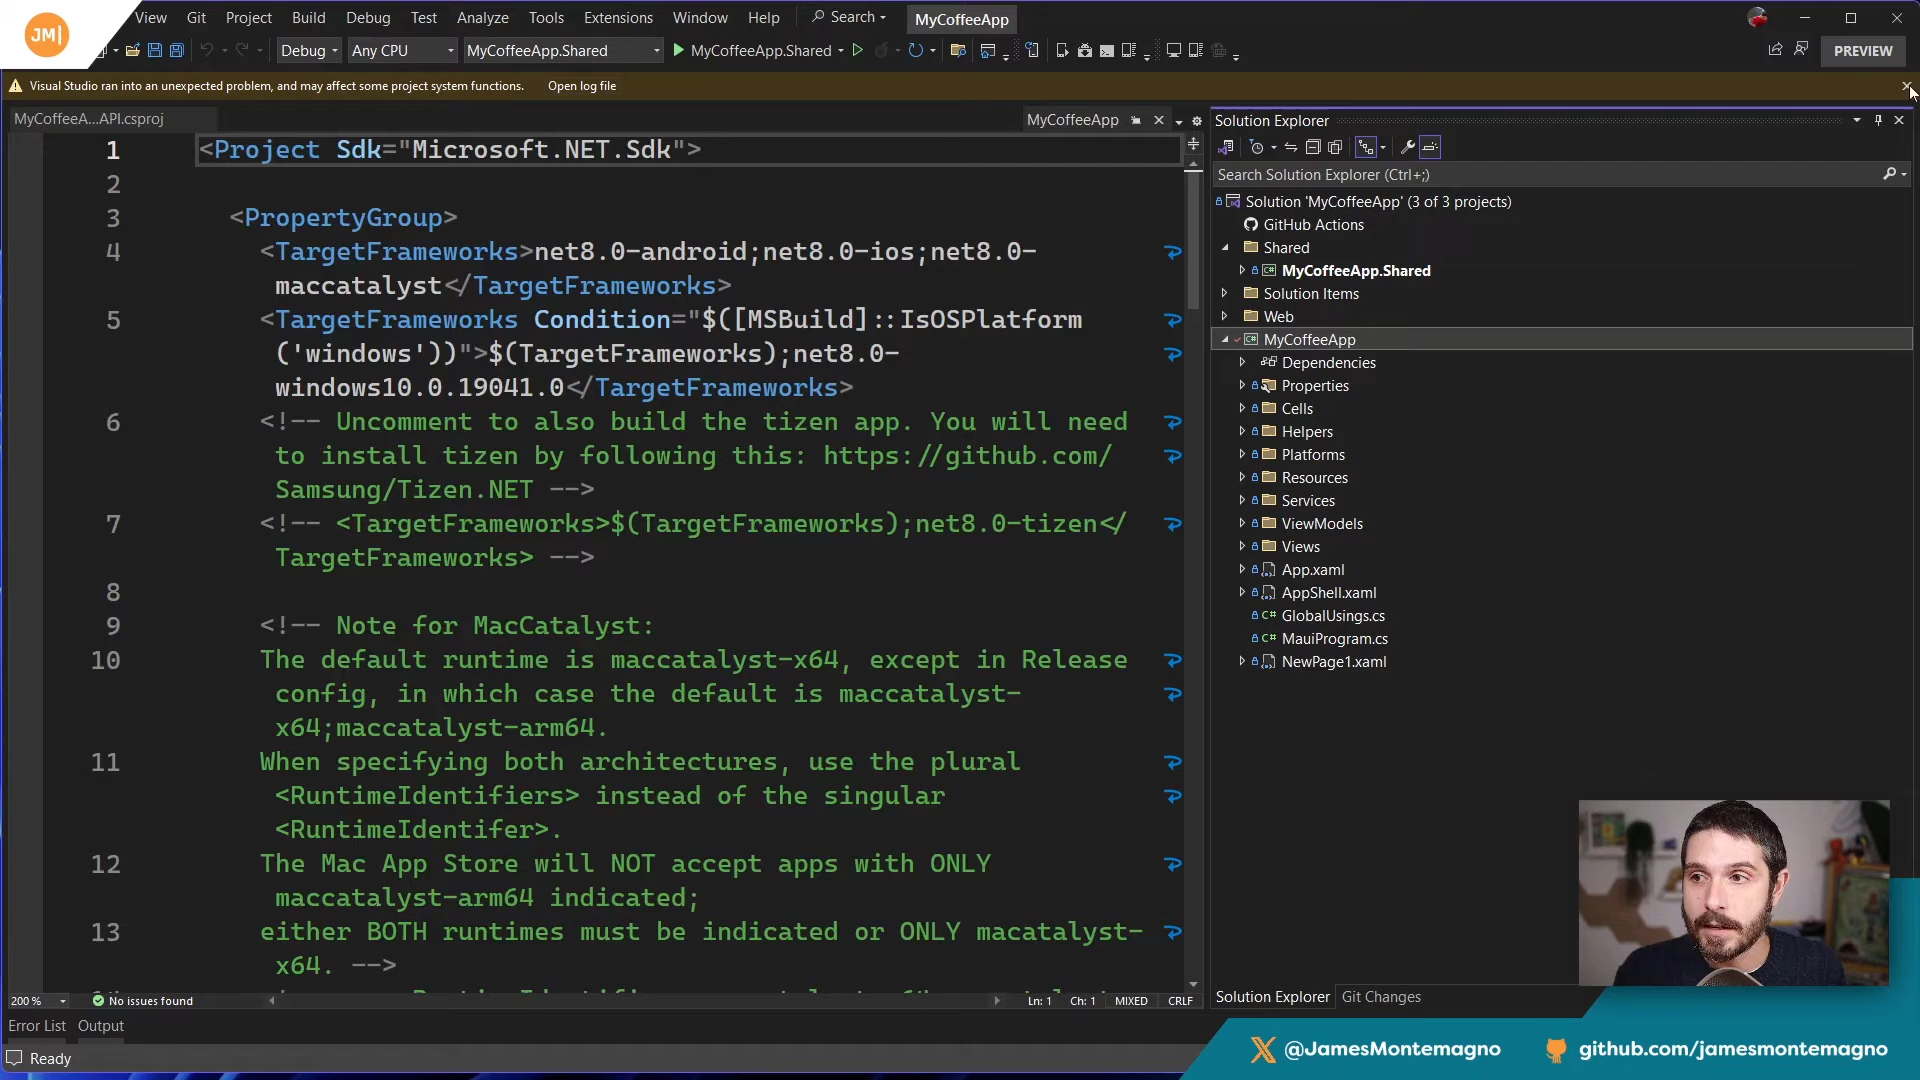 JM|
View Git Project Build Debug Test Analyze Tools Extensions Window Help Search MyCoffeeApp
Debug Any CPU MyCoffeeApp.Shared MyCoffeeApp.Shared PREVIEW
Visual Studio ran into an unexpected problem, and may affect some project system functions. Open log file
MyCoffeeA...API.csproj MyCoffeeApp
1 <Project Sdk="Microsoft.NET.Sdk">
2
3 <PropertyGroup>
4 <TargetFrameworks>net8.0-android;net8.0-ios;net8.0-
maccatalyst</TargetFrameworks>
5 <TargetFrameworks Condition="$([MSBuild]::IsOSPlatform
('windows'))">$(TargetFrameworks);net8.0-
windows10.0.19041.0</TargetFrameworks>
6 <!-- Uncomment to also build the tizen app. You will need
to install tizen by following this: https://github.com/
Samsung/Tizen.NET -->
7 <!-- <TargetFrameworks>$(TargetFrameworks);net8.0-tizen</
TargetFrameworks> -->
8
9 <!-- Note for MacCatalyst:
10 The default runtime is maccatalyst-x64, except in Release
config, in which case the default is maccatalyst-
x64;maccatalyst-arm64.
11 When specifying both architectures, use the plural
<RuntimeIdentifiers> instead of the singular
<RuntimeIdentifer>.
12 The Mac App Store will NOT accept apps with ONLY
maccatalyst-arm64 indicated;
13 either BOTH runtimes must be indicated or ONLY macatalyst-
x64. -->
200 % No issues found Ln: 1 Ch: 1 MIXED CRLF
Error List Output
Ready
Solution Explorer
Search Solution Explorer (Ctrl+;)
Solution 'MyCoffeeApp' (3 of 3 projects)
GitHub Actions
Shared
MyCoffeeApp.Shared
Solution Items
Web
MyCoffeeApp
Dependencies
Properties
Cells
Helpers
Platforms
Resources
Services
ViewModels
Views
App.xaml
AppShell.xaml
C# GlobalUsings.cs
C# MauiProgram.cs
NewPage1.xaml
Solution Explorer Git Changes
@JamesMontemagno github.com/jamesmontemagno